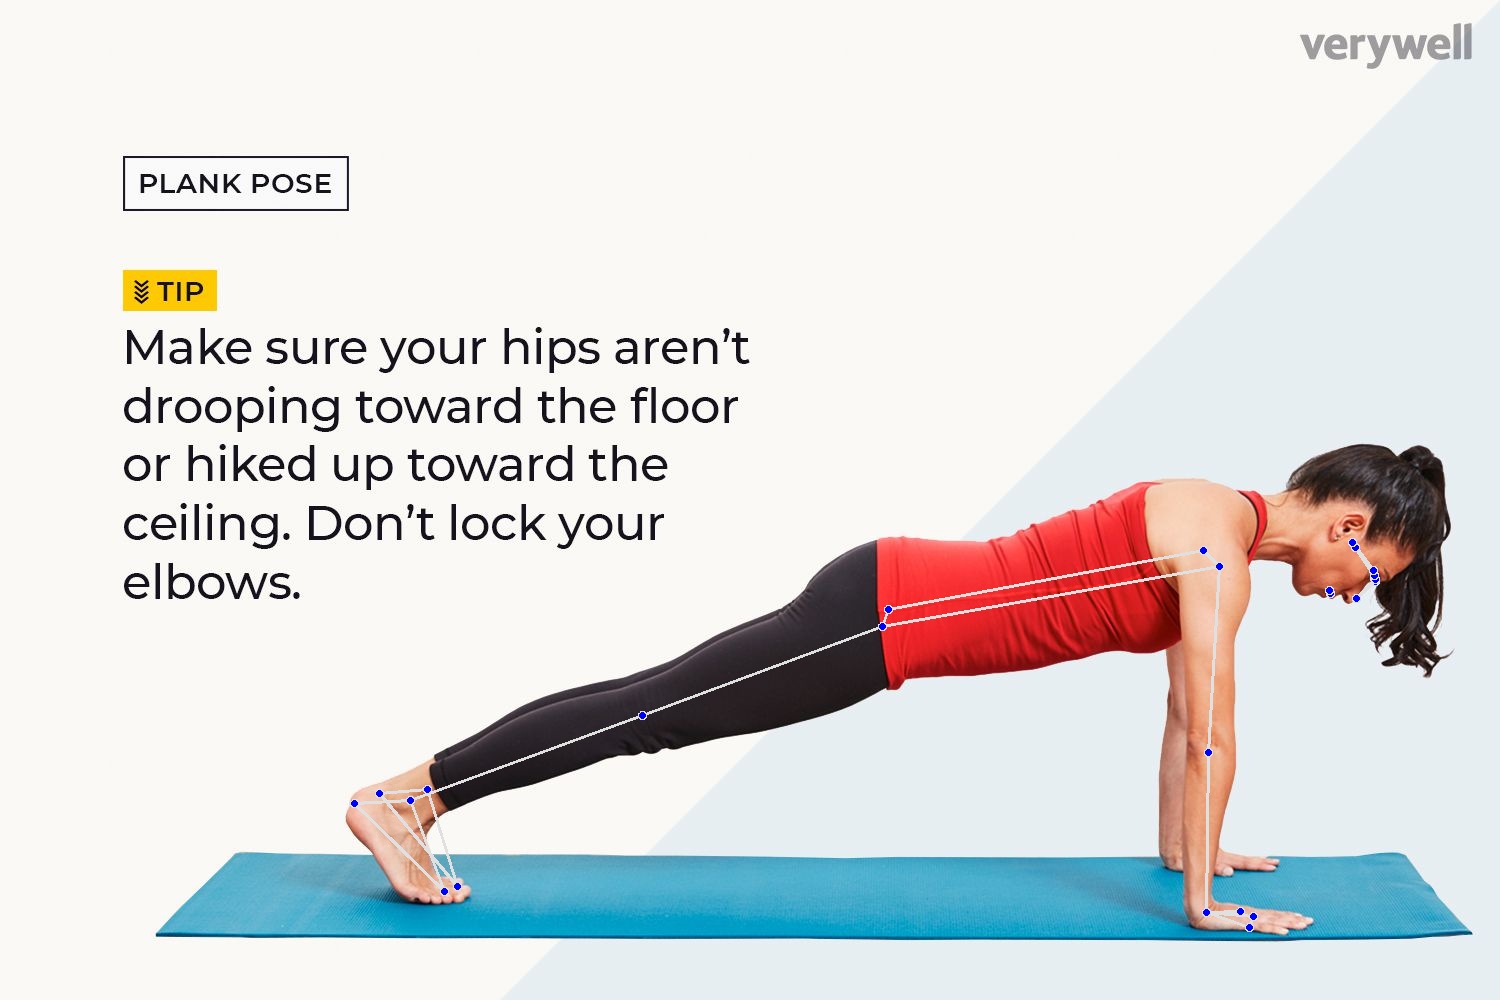 verywell
PLANK POSE
TIP
Make sure your hips aren’t
drooping toward the floor
or hiked up toward the
ceiling. Don’t lock your
elbows.